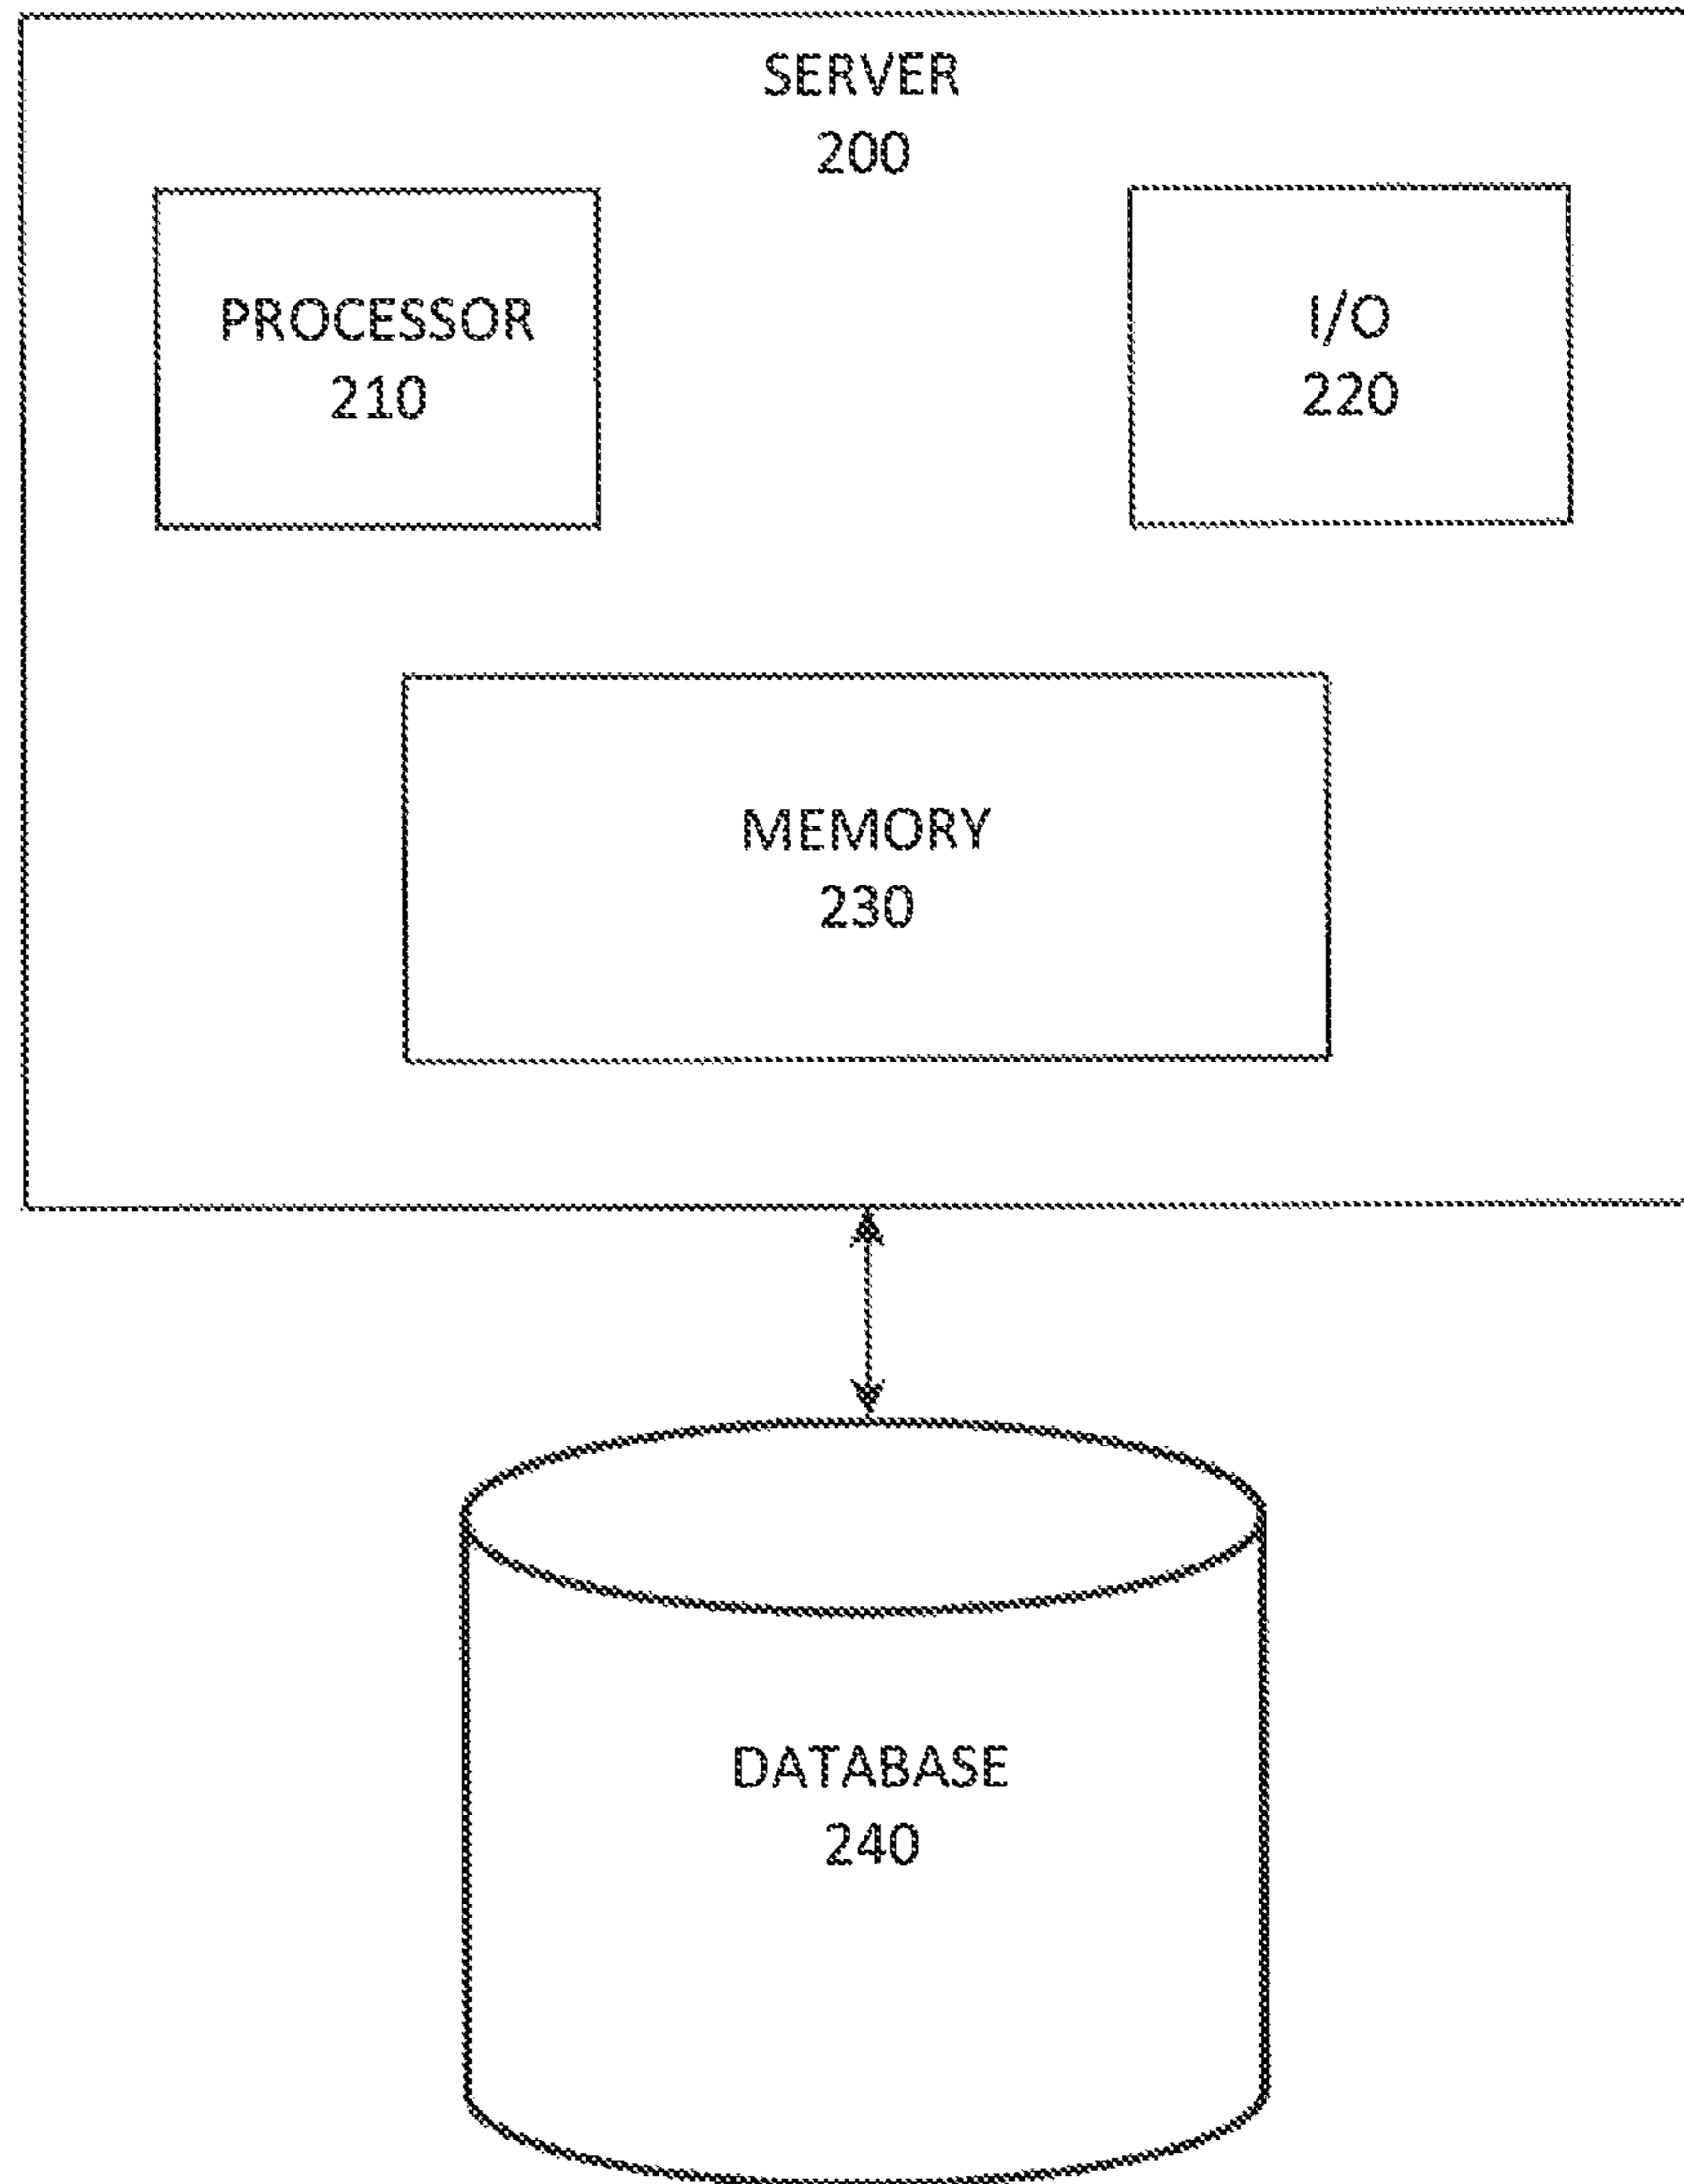 SERVER
200
PROCESSOR
210
I/O
220
MEMORY
230
DATABASE
240